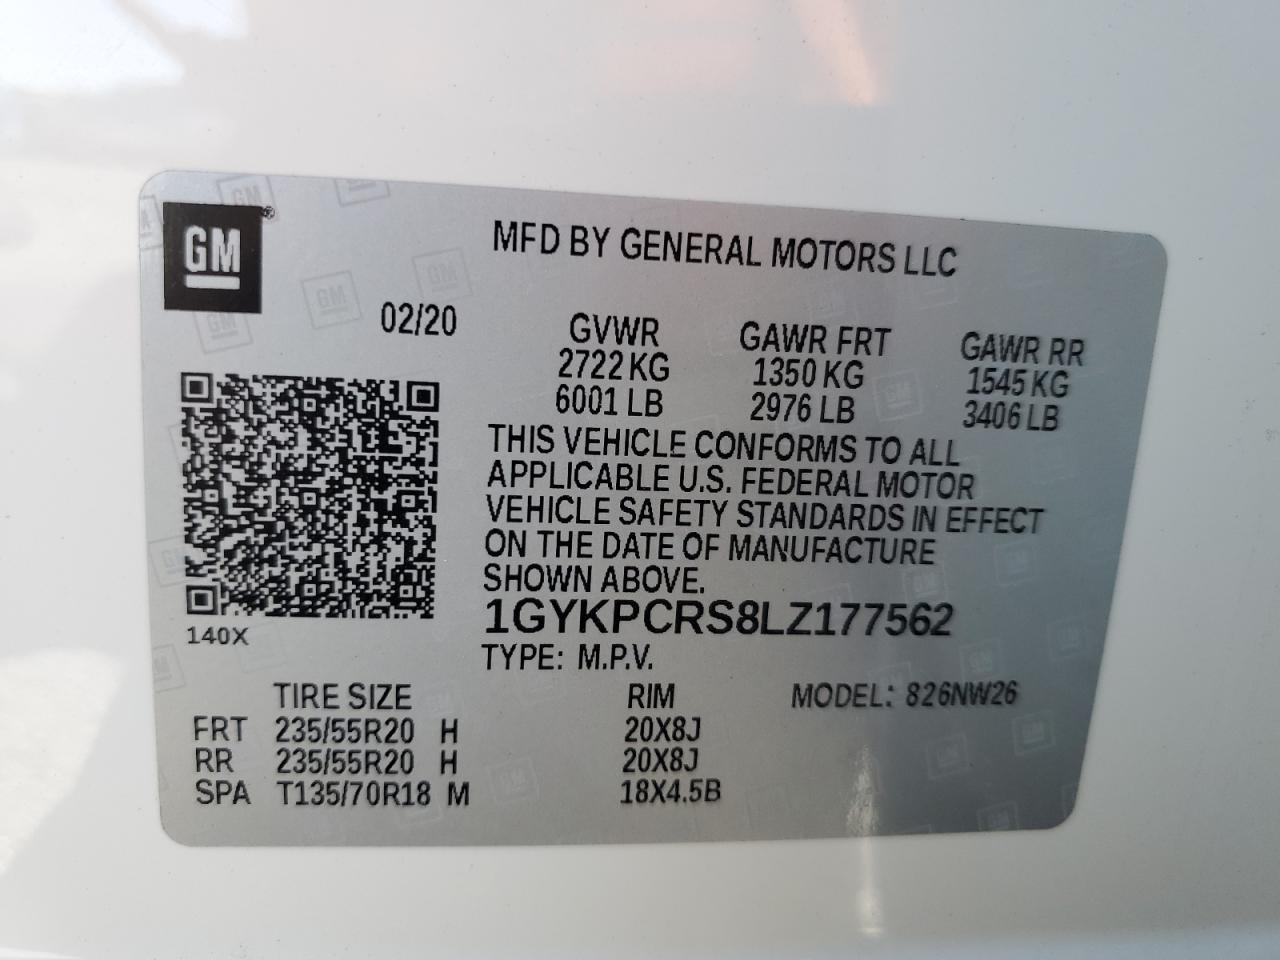 GM®
MFD BY GENERAL MOTORS LLC
02/20
GVWR GAWR FRT GAWR RR
2722 KG 1350 KG 1545 KG
6001 LB 2976 LB 3406 LB
THIS VEHICLE CONFORMS TO ALL
APPLICABLE U.S. FEDERAL MOTOR
VEHICLE SAFETY STANDARDS IN EFFECT
ON THE DATE OF MANUFACTURE
SHOWN ABOVE.
1GYKPCRS8LZ177562
140X
TYPE: M.P.V.
TIRE SIZE RIM MODEL: 826NW26
FRT 235/55R20 H 20X8J
RR 235/55R20 H 20X8J
SPA T135/70R18 M 18X4.5B